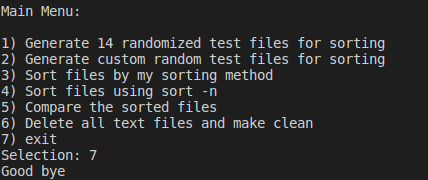 Main Menu:
1) Generate 14 randomized test files for sorting
2) Generate custom random test files for sorting
3) Sort files by my sorting method
4) Sort files using sort -n
5) Compare the sorted files
6) Delete all text files and make clean
7) exit
Selection: 7
Good bye